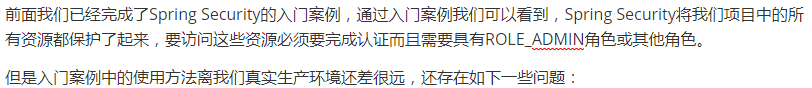 前面我们已经完成了Spring Security的入门案例，通过入门案例我们可以看到，Spring Security将我们项目中的所
有资源都保护了起来，要访问这些资源必须要完成认证而且需要具有ROLE_ADMIN角色或其他角色。
但是入门案例中的使用方法离我们真实生产环境还差很远，还存在如下一些问题：